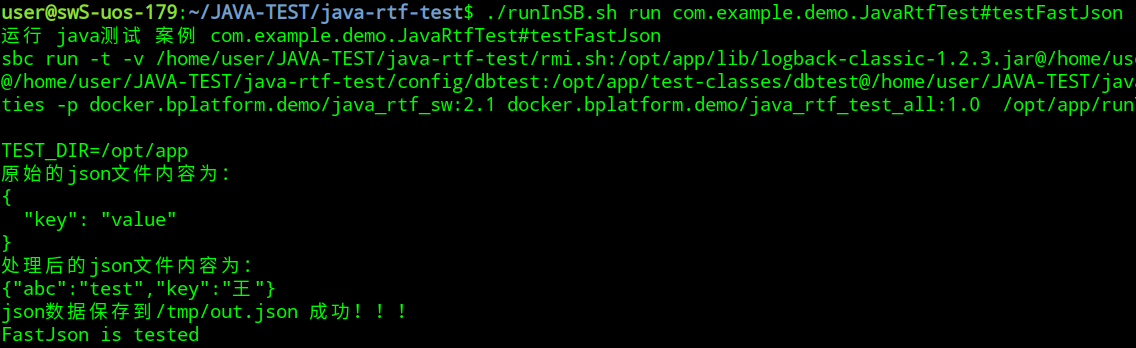 user@swS-uos-179:~/JAVA-TEST/java-rtf-test$ ./runInSB.sh run com.example.demo.JavaRtfTest#testFastJson
运行 java测试 案例 com.example.demo.JavaRtfTest#testFastJson
sbc run -t -v /home/user/JAVA-TEST/java-rtf-test/rmi.sh:/opt/app/lib/logback-classic-1.2.3.jar@/home/use
@/home/user/JAVA-TEST/java-rtf-test/config/dbtest:/opt/app/test-classes/dbtest@/home/user/JAVA-TEST/java
ties -p docker.bplatform.demo/java_rtf_sw:2.1 docker.bplatform.demo/java_rtf_test_all:1.0  /opt/app/run
TEST_DIR=/opt/app
原始的json文件内容为：
{
  "key": "value"
}
处理后的json文件内容为：
{"abc":"test","key":"王"}
json数据保存到/tmp/out.json 成功！！！
FastJson is tested